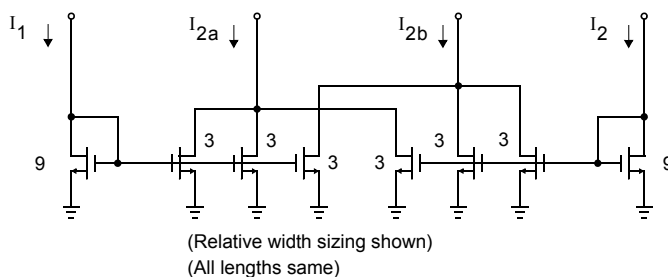 I1 I2a I2b I2
9 3 3 3 3 3 3 9
(Relative width sizing shown)
(All lengths same)